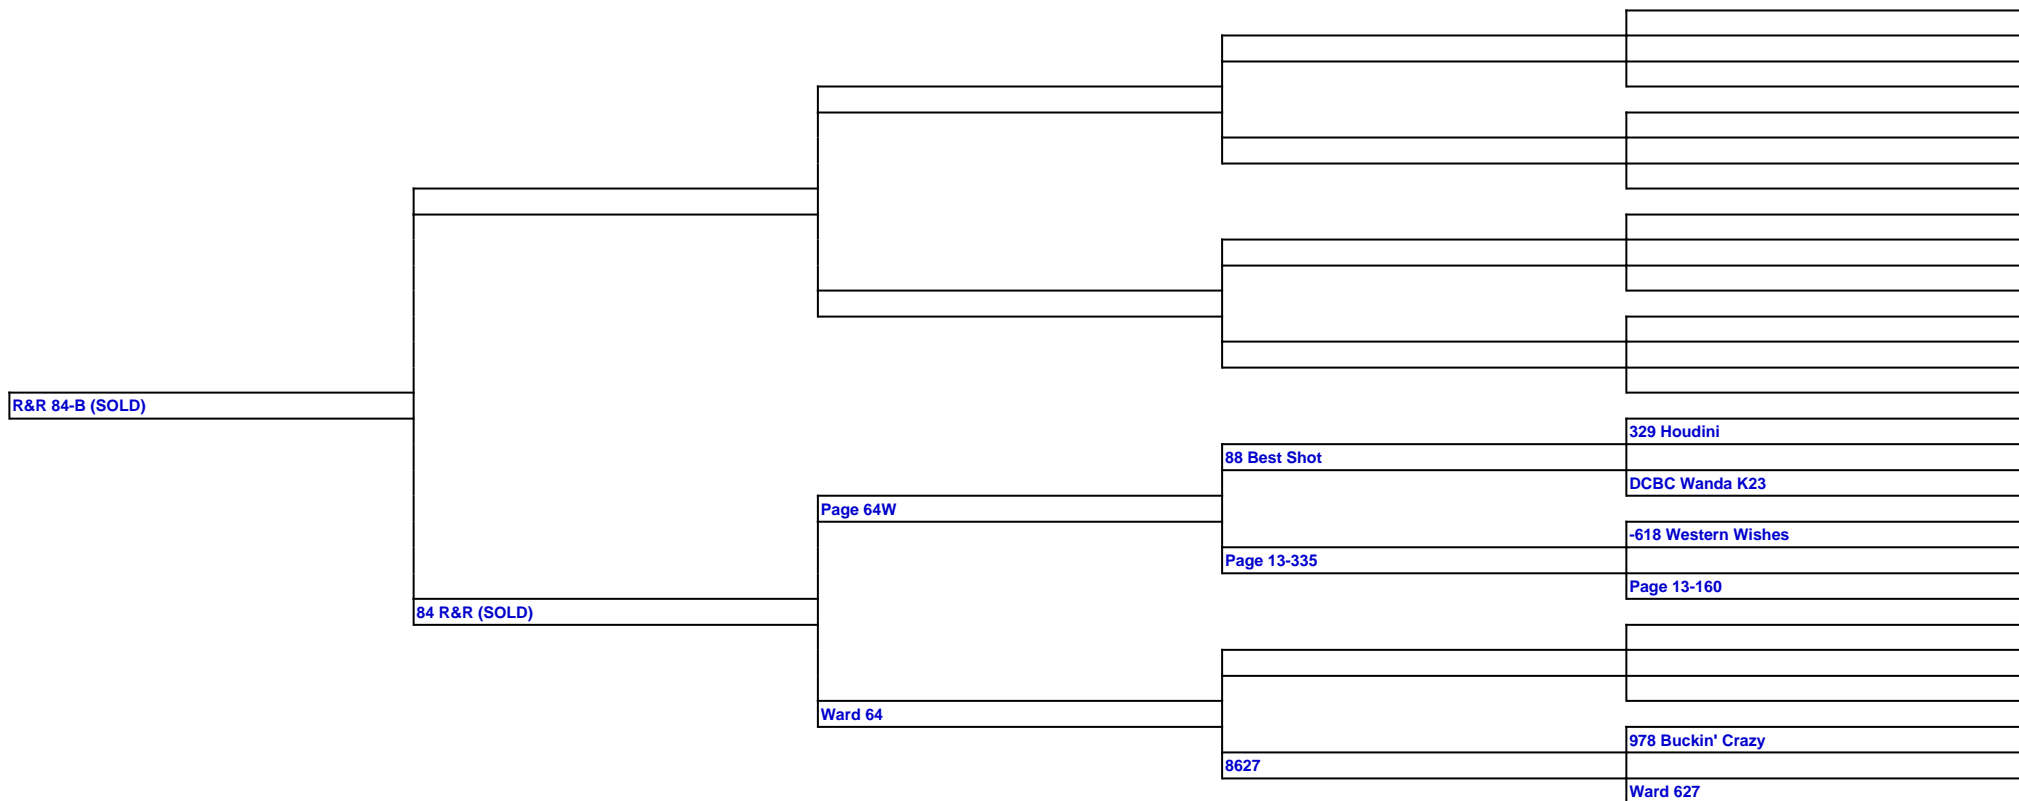 R&R 84-B (SOLD)
84 R&R (SOLD)
Page 64W
Ward 64
88 Best Shot
Page 13-335
8627
329 Houdini
DCBC Wanda K23
-618 Western Wishes
Page 13-160
978 Buckin' Crazy
Ward 627